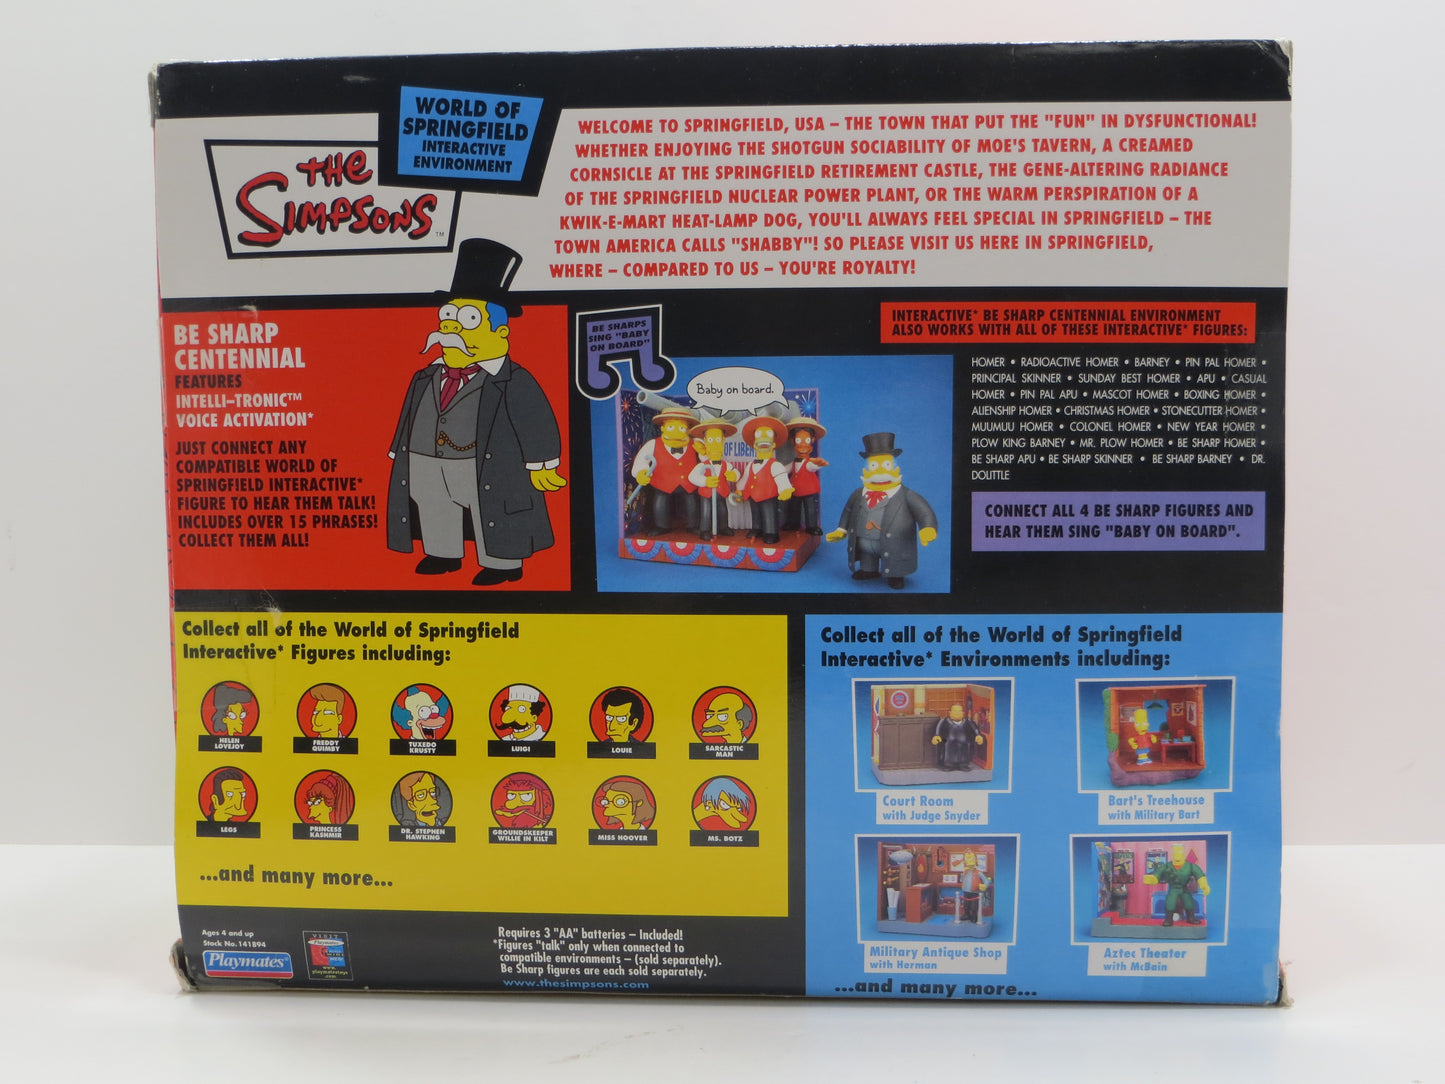 WORLD OF
SPRINGFIELD
INTERACTIVE
ENVIRONMENT
THE
SIMPSONS
TM
WELCOME TO SPRINGFIELD, USA – THE TOWN THAT PUT THE "FUN" IN DYSFUNCTIONAL!
WHETHER ENJOYING THE SHOTGUN SOCIABILITY OF MOE'S TAVERN, A CREAMED
CORNSICLE AT THE SPRINGFIELD RETIREMENT CASTLE, THE GENE-ALTERING RADIANCE
OF THE SPRINGFIELD NUCLEAR POWER PLANT, OR THE WARM PERSPIRATION OF A
KWIK-E-MART HEAT-LAMP DOG, YOU'LL ALWAYS FEEL SPECIAL IN SPRINGFIELD – THE
TOWN AMERICA CALLS "SHABBY"! SO PLEASE VISIT US HERE IN SPRINGFIELD,
WHERE – COMPARED TO US – YOU'RE ROYALTY!
BE SHARP
CENTENNIAL
FEATURES
INTELLI–TRONIC™
VOICE ACTIVATION*
JUST CONNECT ANY
COMPATIBLE WORLD OF
SPRINGFIELD INTERACTIVE*
FIGURE TO HEAR THEM TALK!
INCLUDES OVER 15 PHRASES!
COLLECT THEM ALL!
BE SHARPS
SING "BABY
ON BOARD"
Baby on board.
OF LIBER
INTERACTIVE* BE SHARP CENTENNIAL ENVIRONMENT
ALSO WORKS WITH ALL OF THESE INTERACTIVE* FIGURES:
HOMER • RADIOACTIVE HOMER • BARNEY • PIN PAL HOMER •
PRINCIPAL SKINNER • SUNDAY BEST HOMER • APU • CASUAL
HOMER • PIN PAL APU • MASCOT HOMER • BOXING HOMER •
ALIENSHIP HOMER • CHRISTMAS HOMER • STONECUTTER HOMER •
MUUMUU HOMER • COLONEL HOMER • NEW YEAR HOMER •
PLOW KING BARNEY • MR. PLOW HOMER • BE SHARP HOMER •
BE SHARP APU • BE SHARP SKINNER • BE SHARP BARNEY • DR.
DOLITTLE
CONNECT ALL 4 BE SHARP FIGURES AND
HEAR THEM SING "BABY ON BOARD".
Collect all of the World of Springfield
Interactive* Figures including:
HELEN
LOVEJOY
FREDDY
QUIMBY
TUXEDO
KRUSTY
LUIGI
LOUIE
SARCASTIC
MAN
LEGS
PRINCESS
KASHMIR
DR. STEPHEN
HAWKING
GROUNDSKEEPER
WILLIE IN KILT
MISS HOOVER
MS. BOTZ
...and many more...
Collect all of the World of Springfield
Interactive* Environments including:
Court Room
with Judge Snyder
Bart's Treehouse
with Military Bart
Military Antique Shop
with Herman
Aztec Theater
with McBain
...and many more...
Ages 4 and up
Stock No. 141894
Playmates®
VISIT
Playmates
www.
playmatestoys
.com
Requires 3 "AA" batteries – Included!
*Figures "talk" only when connected to
compatible environments – (sold separately).
Be Sharp figures are each sold separately.
www.thesimpsons.com